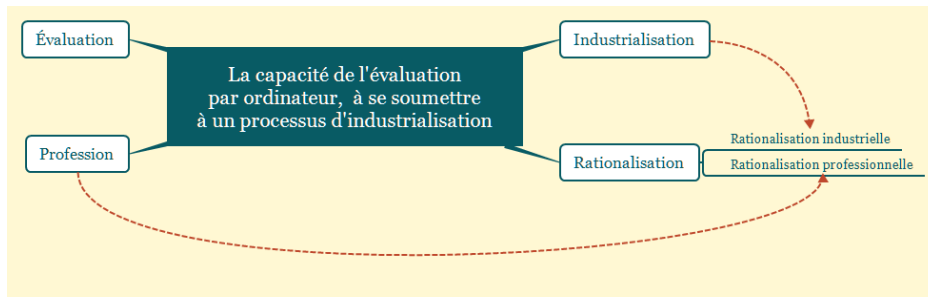 Évaluation
Industrialisation
La capacité de l'évaluation
par ordinateur, à se soumettre
à un processus d'industrialisation
Profession
Rationalisation
Rationalisation industrielle
Rationalisation professionnelle